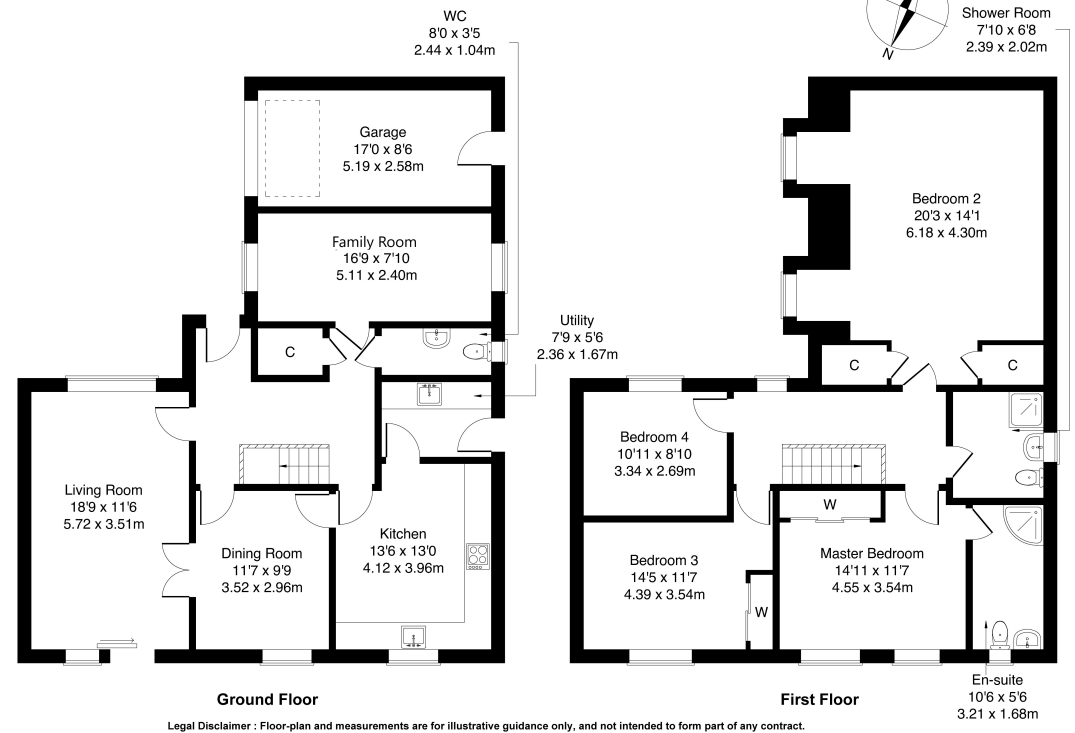 WC
8'0 x 3'5
2.44 x 1.04m
Garage
17'0 x 8'6
5.19 x 2.58m
Family Room
16'9 x 7'10
5.11 x 2.40m
Utility
7'9 x 5'6
2.36 x 1.67m
C
Living Room
18'9 x 11'6
5.72 x 3.51m
Dining Room
11'7 x 9'9
3.52 x 2.96m
Kitchen
13'6 x 13'0
4.12 x 3.96m
Ground Floor
N
Shower Room
7'10 x 6'8
2.39 x 2.02m
Bedroom 2
20'3 x 14'1
6.18 x 4.30m
C
C
Bedroom 4
10'11 x 8'10
3.34 x 2.69m
W
Bedroom 3
14'5 x 11'7
4.39 x 3.54m
W
Master Bedroom
14'11 x 11'7
4.55 x 3.54m
En-suite
10'6 x 5'6
3.21 x 1.68m
First Floor
Legal Disclaimer : Floor-plan and measurements are for illustrative guidance only, and not intended to form part of any contract.